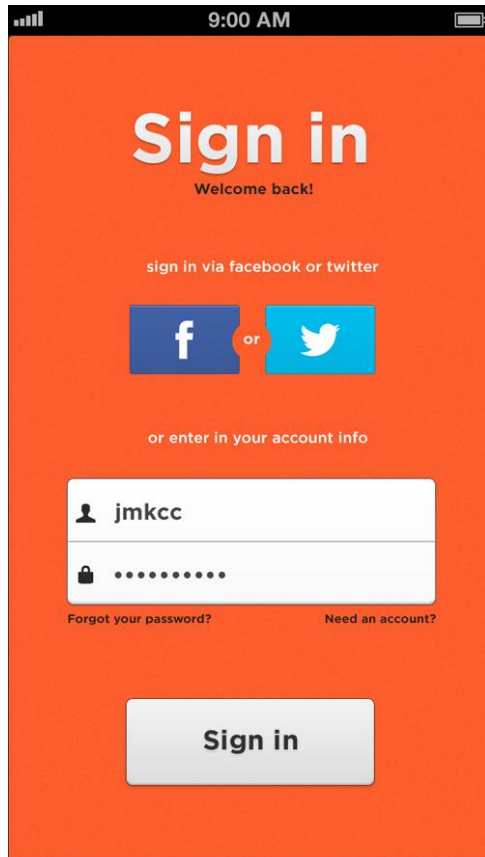 9:00 AM
Sign in
Welcome back!
sign in via facebook or twitter
f or
or enter in your account info
jmkcc
••••••••••
Forgot your password? Need an account?
Sign in